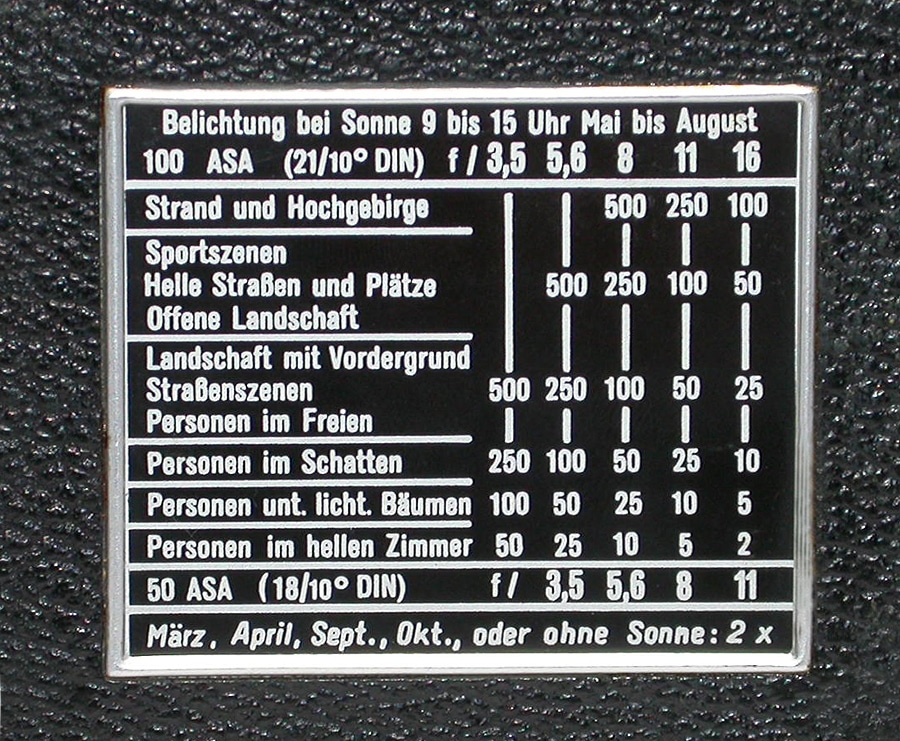 Belichtung bei Sonne 9 bis 15 Uhr Mai bis August
100 ASA (21/10° DIN) f / 3,5 5,6 8 11 16
Strand und Hochgebirge 500 250 100
Sportszenen
Helle Straßen und Plätze 500 250 100 50
Offene Landschaft
Landschaft mit Vordergrund
Straßenszenen 500 250 100 50 25
Personen im Freien
Personen im Schatten 250 100 50 25 10
Personen unt. licht. Bäumen 100 50 25 10 5
Personen im hellen Zimmer 50 25 10 5 2
50 ASA (18/10° DIN) f / 3,5 5,6 8 11
März, April, Sept., Okt., oder ohne Sonne: 2 x